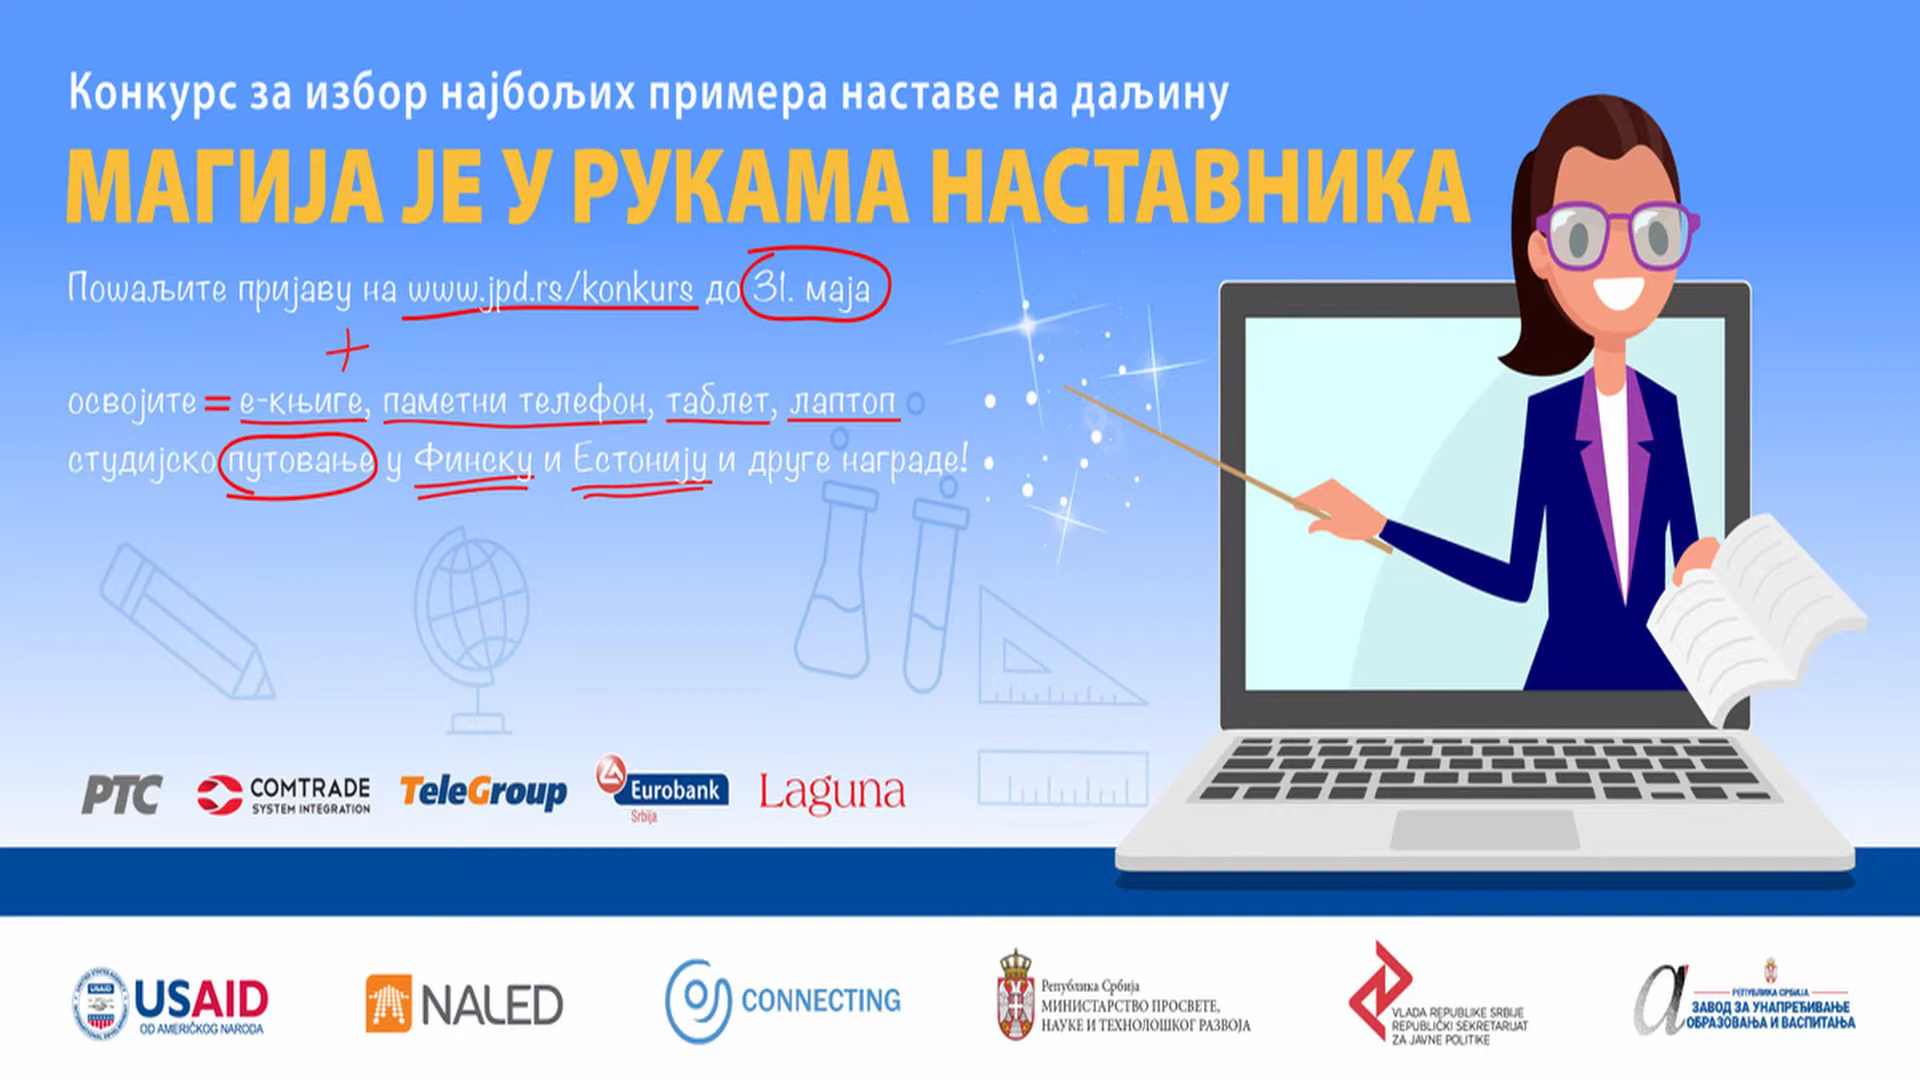 Конкурс за избор најбољих примера наставе на даљину
МАГИЈА ЈЕ У РУКАМА НАСТАВНИКА
Пошаљите пријаву на www.jpd.rs/konkurs до 31. маја
+
освојите = е-књиге, паметни телефон, таблет, лаптоп
студијско путовање у Финску и Естонију и друге награде!
РТС
COMTRADE
SYSTEM INTEGRATION
TeleGroup
Eurobank
Srbija
Laguna
USAID
OD AMERIČKOG NARODA
NALED
CONNECTING
Република Србија
МИНИСТАРСТВО ПРОСВЕТЕ,
НАУКЕ И ТЕХНОЛОШКОГ РАЗВОЈА
VLADA REPUBLIKE SRBIJE
REPUBLIČKI SEKRETARIJAT
ZA JAVNE POLITIKE
РЕПУБЛИКА СРБИЈА
ЗАВОД ЗА УНАПРЕЂИВАЊЕ
ОБРАЗОВАЊА И ВАСПИТАЊА